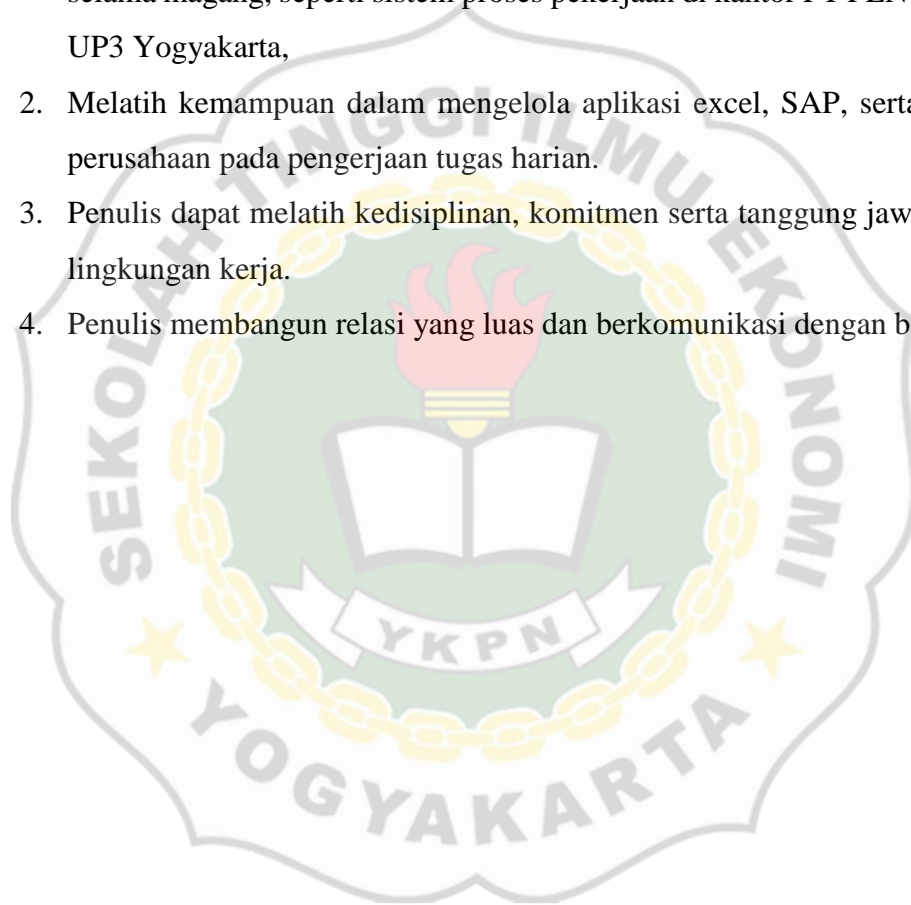 selama magang, seperti sistem proses pekerjaan di kantor PT PLN
UP3 Yogyakarta,
2. Melatih kemampuan dalam mengelola aplikasi excel, SAP, serta
perusahaan pada pengerjaan tugas harian.
3. Penulis dapat melatih kedisiplinan, komitmen serta tanggung jaw
lingkungan kerja.
4. Penulis membangun relasi yang luas dan berkomunikasi dengan b
SEKOLAH TINGGI ILMU EKONOMI
YKPN
YOGYAKARTA